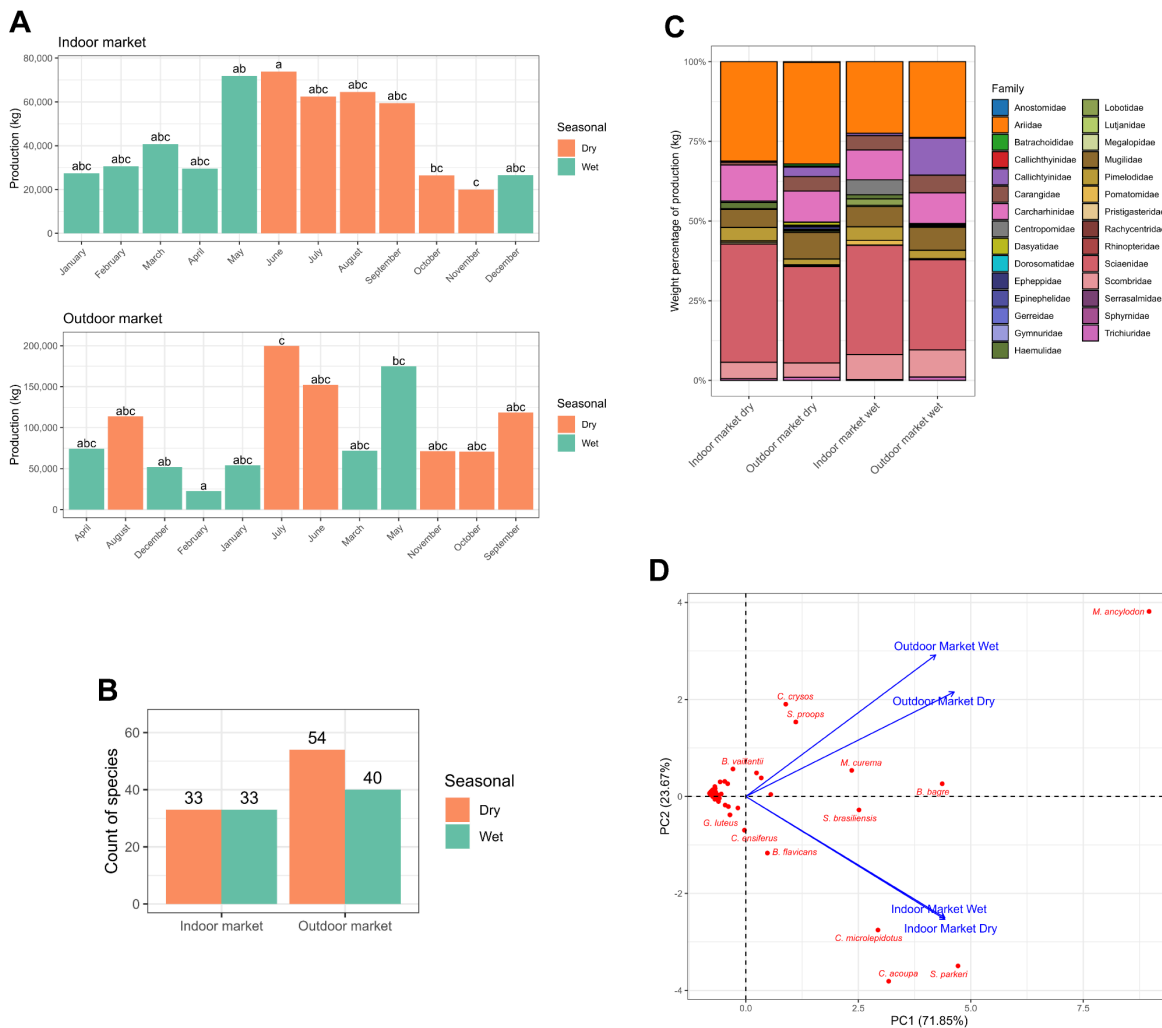 A
Indoor market
Production (kg)
80,000
60,000
40,000
20,000
0
abc
abc
abc
abc
ab
a
abc
abc
abc
bc
c
abc
January
February
March
April
May
June
July
August
September
October
November
December
Seasonal
Dry
Wet
Outdoor market
Production (kg)
200,000
150,000
100,000
50,000
0
abc
abc
ab
a
abc
c
abc
abc
bc
abc
abc
abc
April
August
December
February
January
July
June
March
May
November
October
September
Seasonal
Dry
Wet
B
Count of species
60
40
20
0
33
33
54
40
Indoor market
Outdoor market
Seasonal
Dry
Wet
C
Weight percentage of production (kg)
100%
75%
50%
25%
0%
Indoor market dry
Outdoor market dry
Indoor market wet
Outdoor market wet
Family
Anostomidae
Ariidae
Batrachoididae
Callichthyinidae
Callichtyinidae
Carangidae
Carcharhinidae
Centropomidae
Dasyatidae
Dorosomatidae
Epheppidae
Epinephelidae
Gerreidae
Gymnuridae
Haemulidae
Lobotidae
Lutjanidae
Megalopidae
Mugilidae
Pimelodidae
Pomatomidae
Pristigasteridae
Rachycentridae
Rhinopteridae
Sciaenidae
Scombridae
Serrasalmidae
Sphyrnidae
Trichiuridae
D
PC2 (23.67%)
4
2
0
-2
-4
M. ancylodon
Outdoor Market Wet
C. crysos
Outdoor Market Dry
S. proops
B. vaillantii
M. curema
B. bagre
G. luteus
S. brasiliensis
C. ensiferus
B. flavicans
Indoor Market Wet
Indoor Market Dry
C. microlepidotus
C. acoupa
S. parkeri
0.0
2.5
5.0
7.5
PC1 (71.85%)